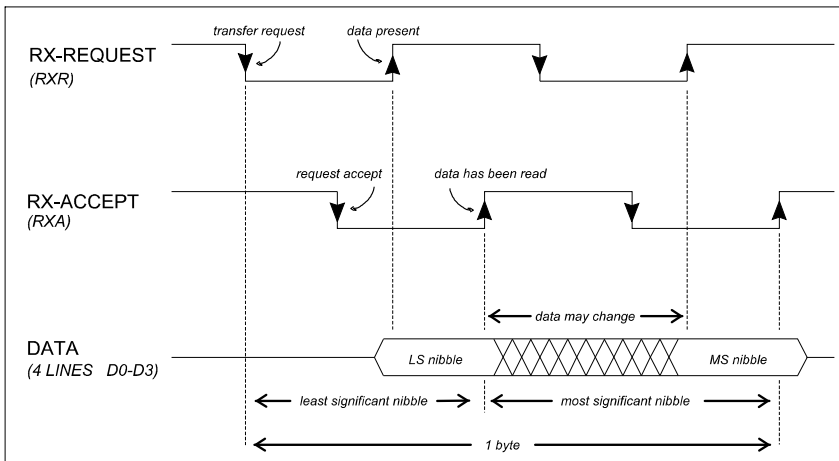 transfer request
data present
RX-REQUEST
(RXR)
request accept
data has been read
RX-ACCEPT
(RXA)
data may change
DATA
(4 LINES D0-D3)
LS nibble
MS nibble
least significant nibble
most significant nibble
1 byte